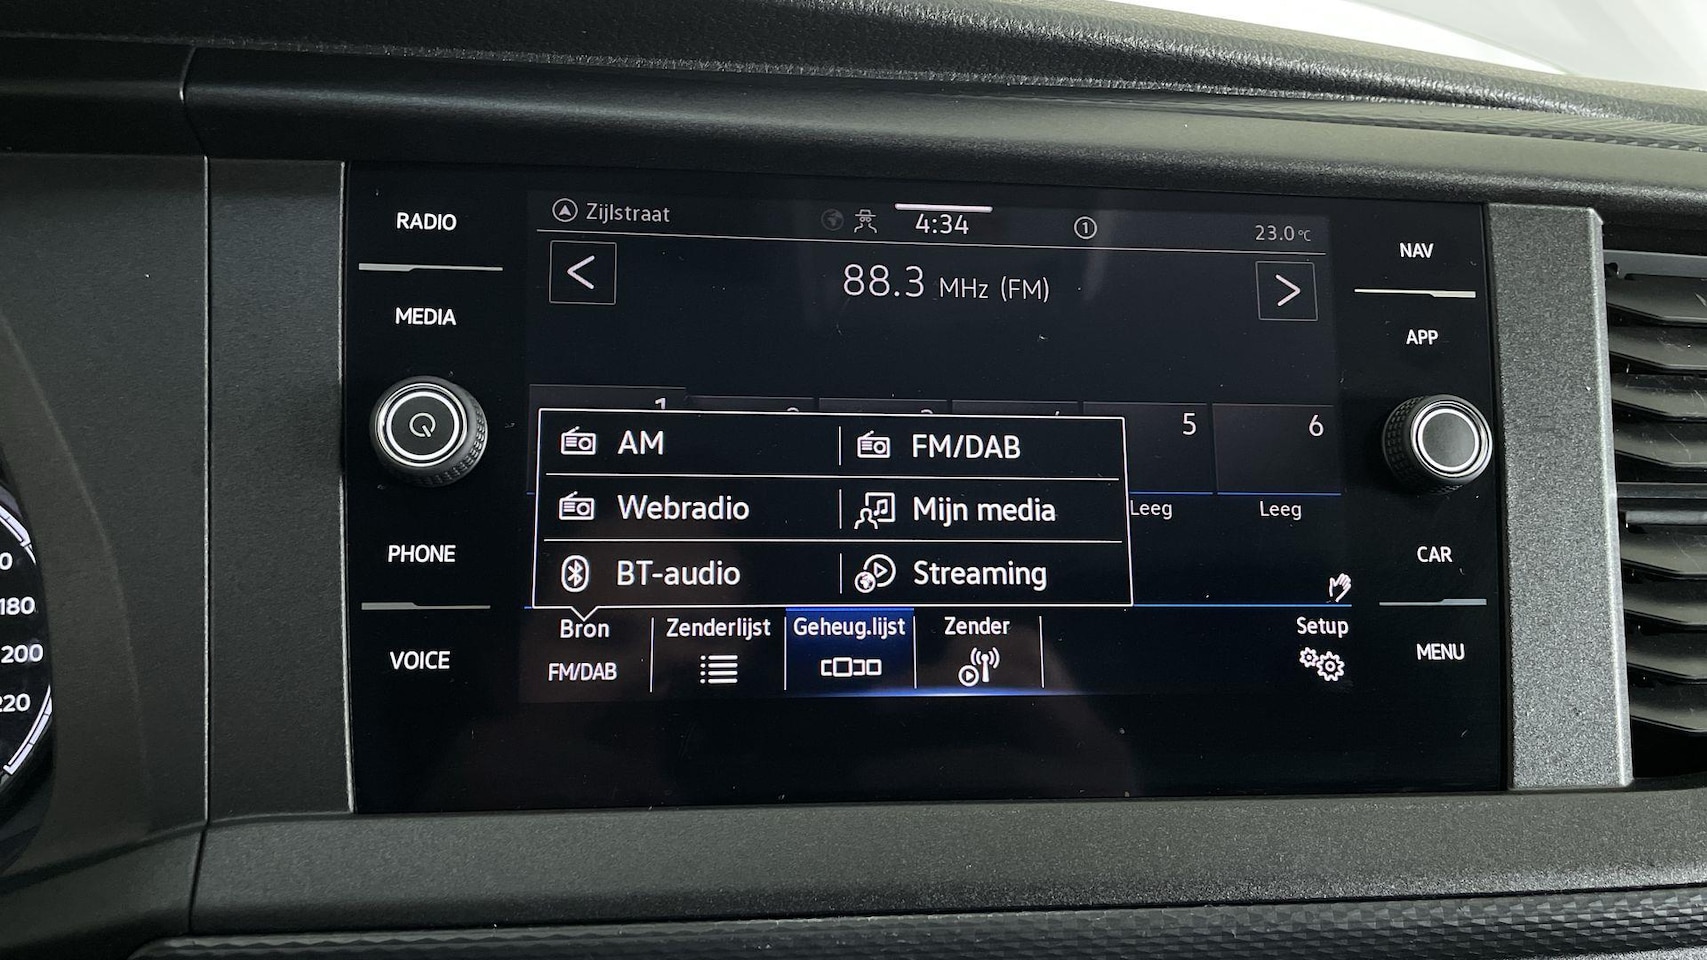 RADIO
MEDIA
PHONE
VOICE
Zijlstraat
4:34
1
23.0°C
<
88.3 MHz (FM)
>
1
5
6
AM
FM/DAB
Webradio
Mijn media
BT-audio
Streaming
Leeg
Leeg
Bron
FM/DAB
Zenderlijst
Geheug.lijst
Zender
Setup
NAV
APP
CAR
MENU
180
200